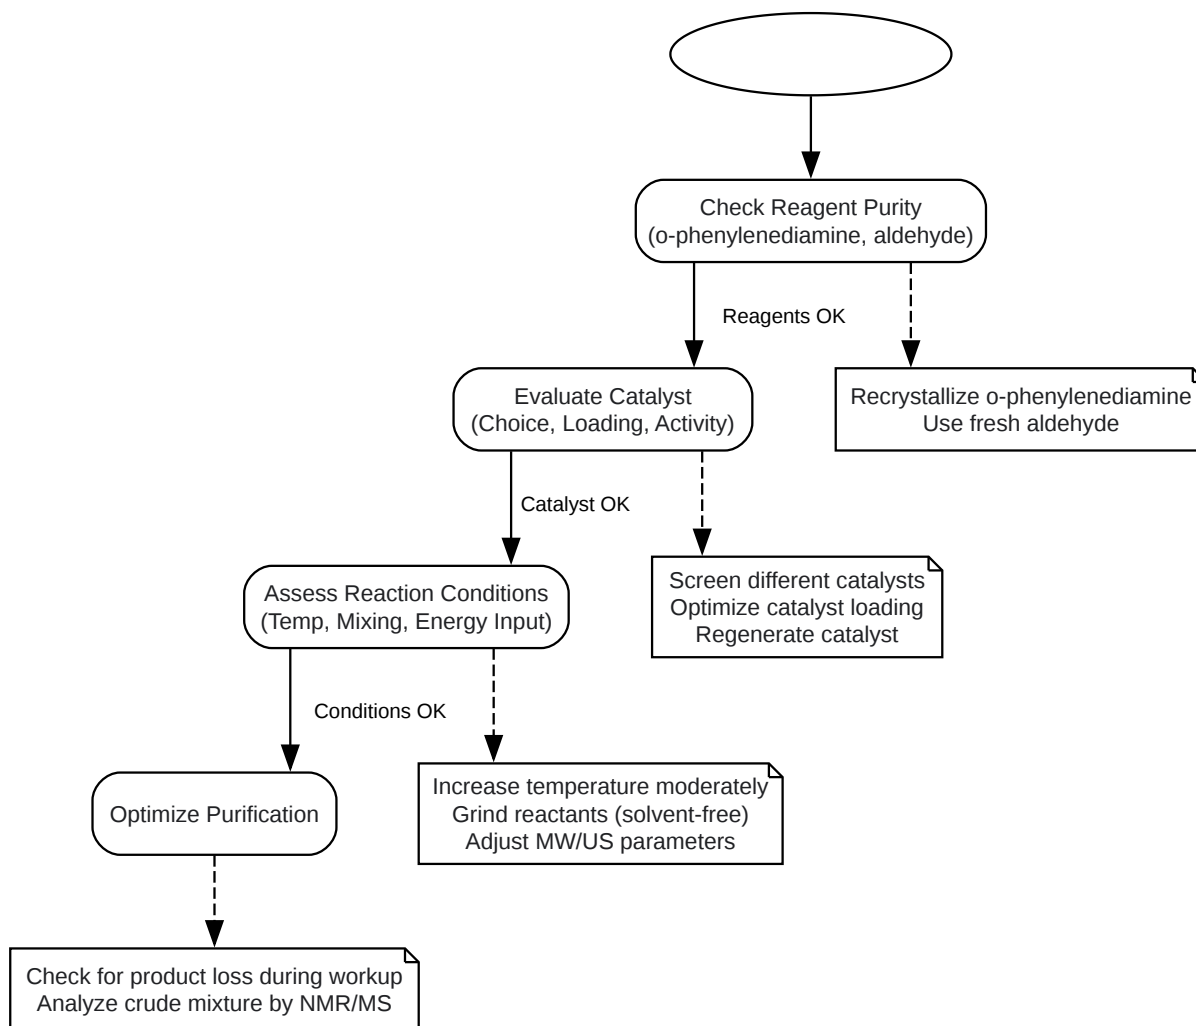 Check Reagent Purity
(o-phenylenediamine, aldehyde)
Reagents OK
Evaluate Catalyst
(Choice, Loading, Activity)
Recrystallize o-phenylenediamine
Use fresh aldehyde
Catalyst OK
Assess Reaction Conditions
(Temp, Mixing, Energy Input)
Screen different catalysts
Optimize catalyst loading
Regenerate catalyst
Conditions OK
Optimize Purification
Increase temperature moderately
Grind reactants (solvent-free)
Adjust MW/US parameters
Check for product loss during workup
Analyze crude mixture by NMR/MS